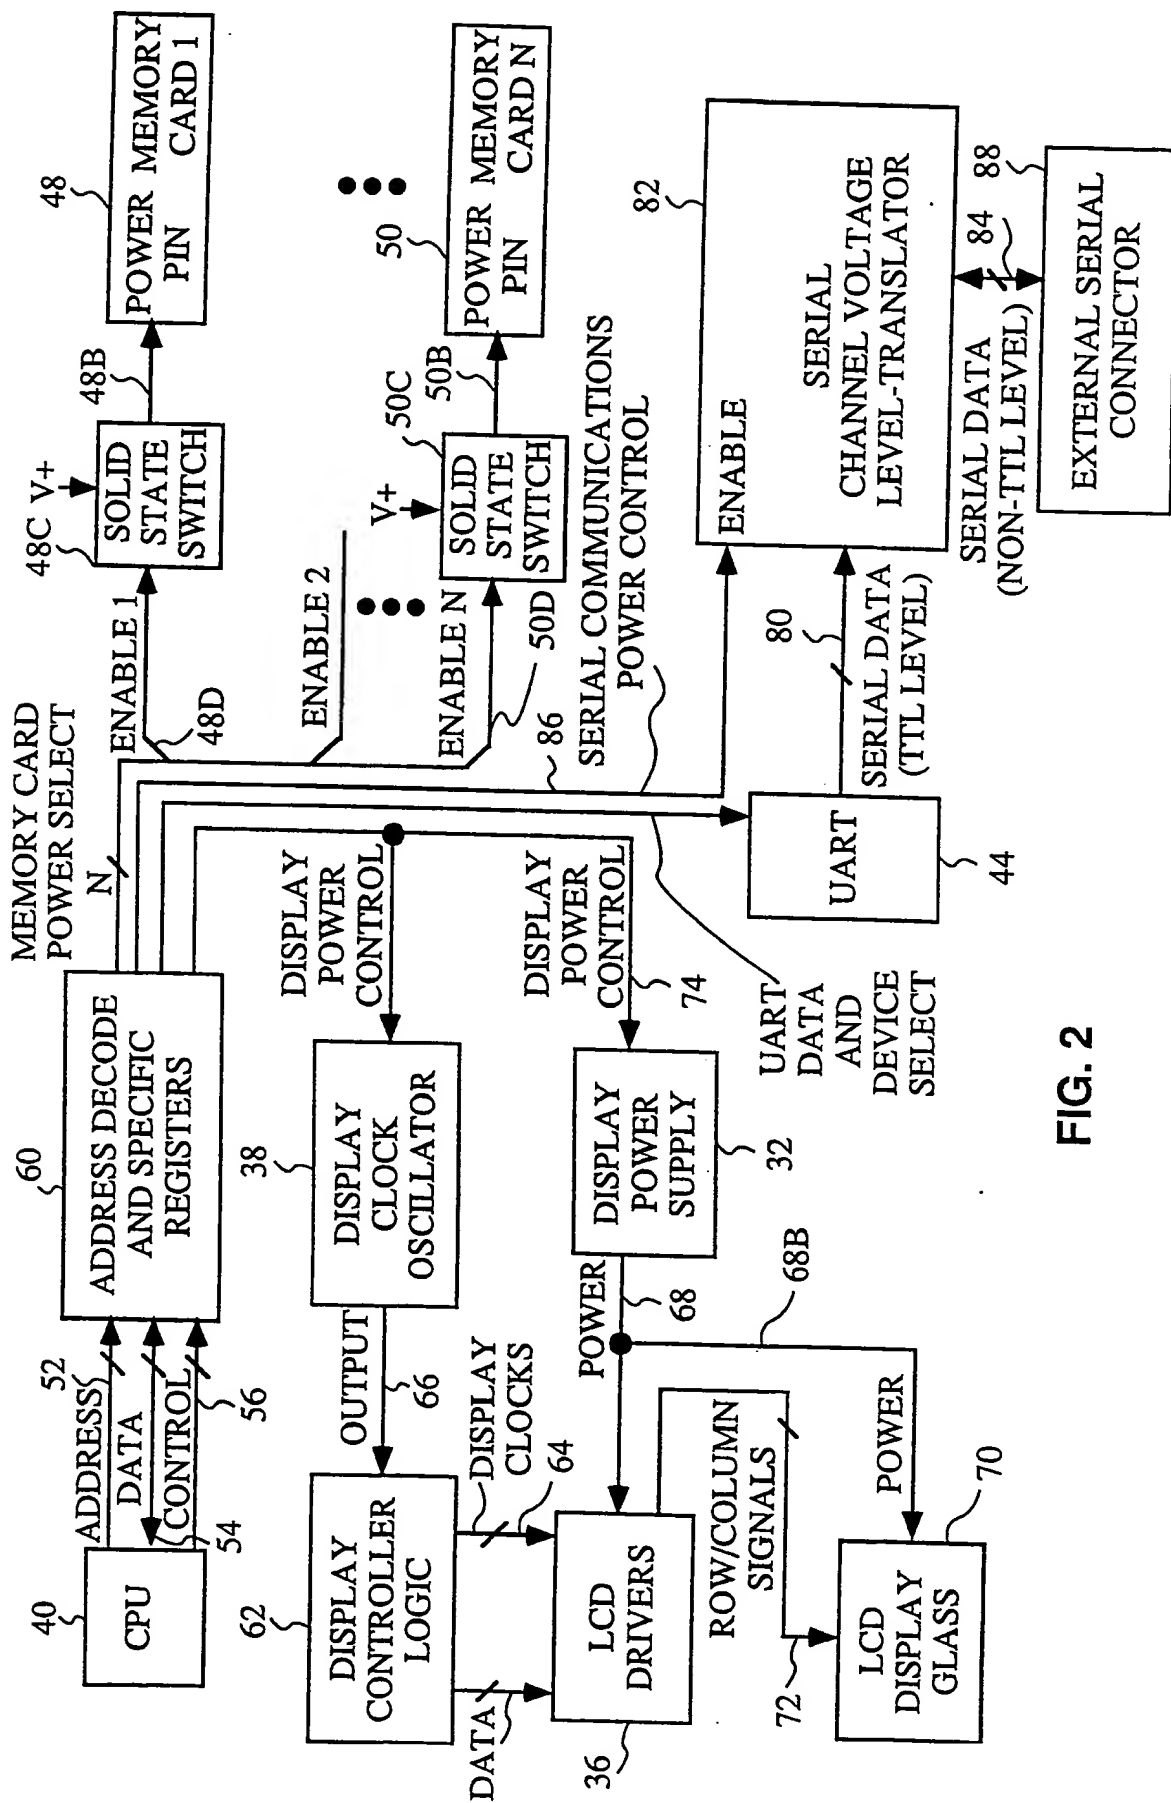 MEMORY CARD
POWER SELECT
N
60
ADDRESS DECODE
AND SPECIFIC
REGISTERS
ADDRESS
52
DATA
CONTROL
54
56
40
CPU
ENABLE 1
48D
48C
V+
SOLID
STATE
SWITCH
48B
48
POWER
PIN
MEMORY
CARD 1
ENABLE 2
ENABLE N
50D
V+
50C
SOLID
STATE
SWITCH
50B
50
POWER
PIN
MEMORY
CARD N
86
SERIAL COMMUNICATIONS
POWER CONTROL
DISPLAY
POWER
CONTROL
38
DISPLAY
CLOCK
OSCILLATOR
OUTPUT
66
62
DISPLAY
CONTROLLER
LOGIC
DISPLAY
CLOCKS
64
DATA
DISPLAY
POWER
CONTROL
74
DISPLAY
POWER
SUPPLY
32
POWER
68
68B
LCD
DRIVERS
36
ROW/COLUMN
SIGNALS
72
POWER
70
LCD
DISPLAY
GLASS
UART
DATA
AND
DEVICE
SELECT
UART
44
80
SERIAL DATA
(TTL LEVEL)
82
ENABLE
SERIAL
CHANNEL VOLTAGE
LEVEL-TRANSLATOR
SERIAL DATA
(NON-TTL LEVEL)
84
88
EXTERNAL SERIAL
CONNECTOR
FIG. 2